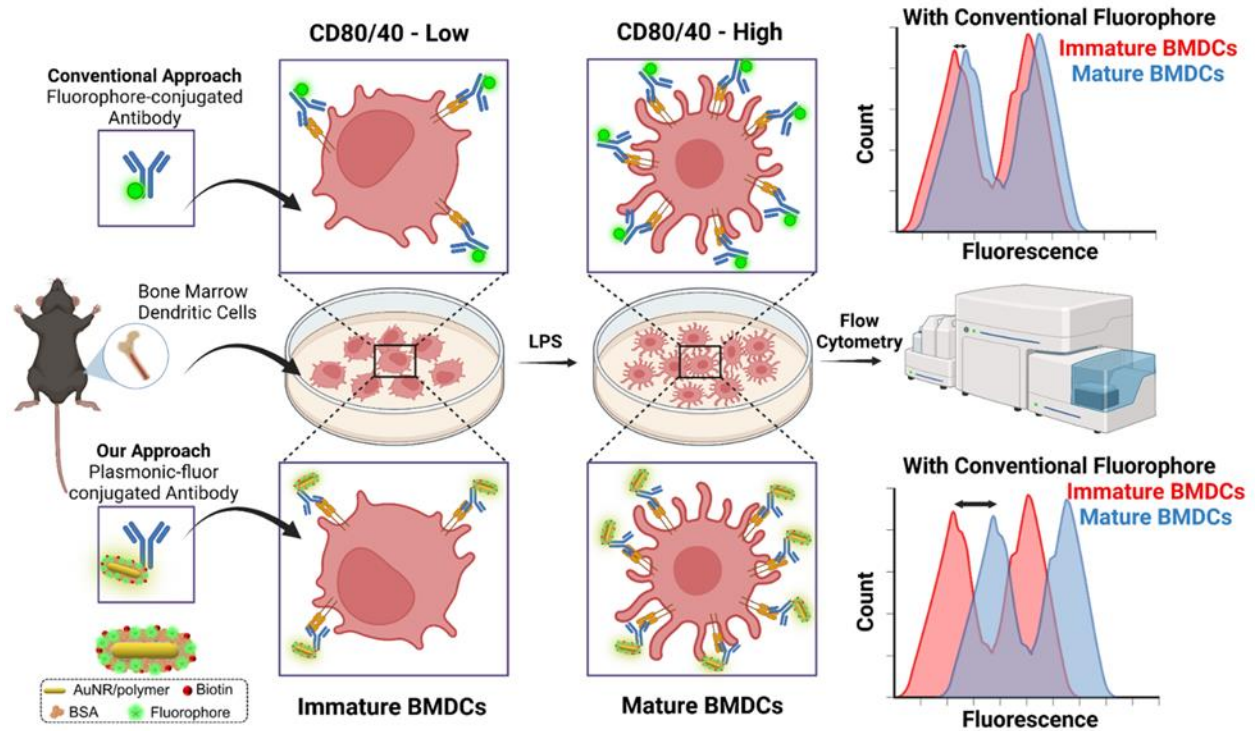 CD80/40 - Low
CD80/40 - High
With Conventional Fluorophore
Immature BMDCs
Mature BMDCs
Count
Fluorescence
Conventional Approach
Fluorophore-conjugated
Antibody
Bone Marrow
Dendritic Cells
LPS
Flow
Cytometry
Our Approach
Plasmonic-fluor
conjugated Antibody
With Conventional Fluorophore
Immature BMDCs
Mature BMDCs
Count
Fluorescence
AuNR/polymer
Biotin
BSA
Fluorophore
Immature BMDCs
Mature BMDCs